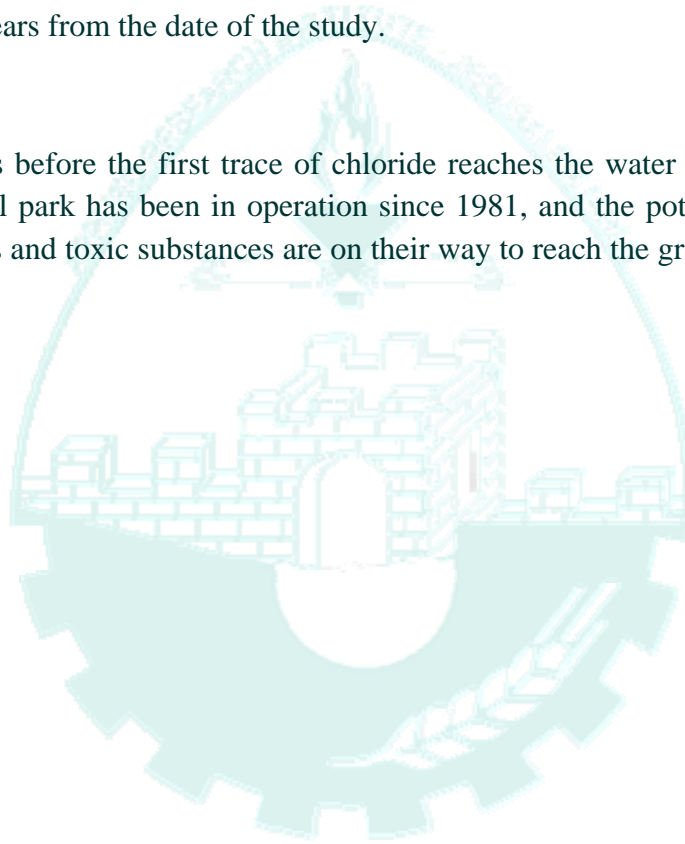 ears from the date of the study.
s before the first trace of chloride reaches the water
l park has been in operation since 1981, and the pot
s and toxic substances are on their way to reach the gr